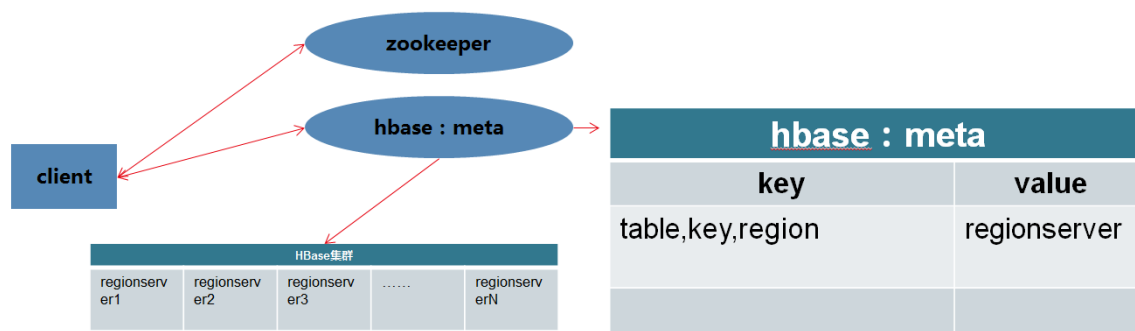 zookeeper
hbase：meta
client
HBase集群
regionserv
er1
regionserv
er2
regionserv
er3
……
regionserv
erN
hbase：meta
key value
table,key,region regionserver